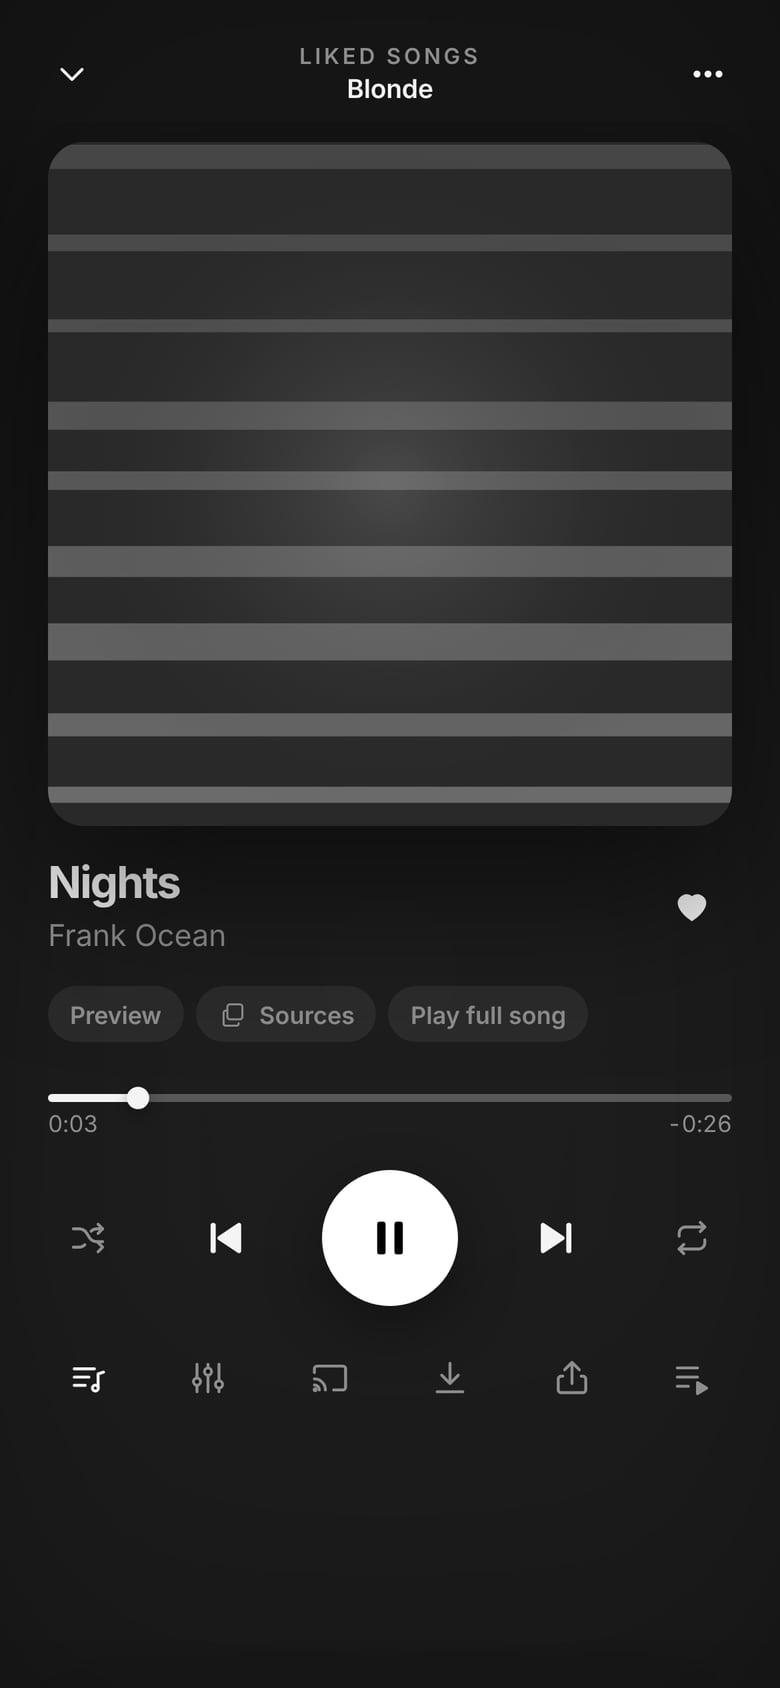 LIKED SONGS
Blonde
Nights
Frank Ocean
Preview
Sources
Play full song
0:03
-0:26